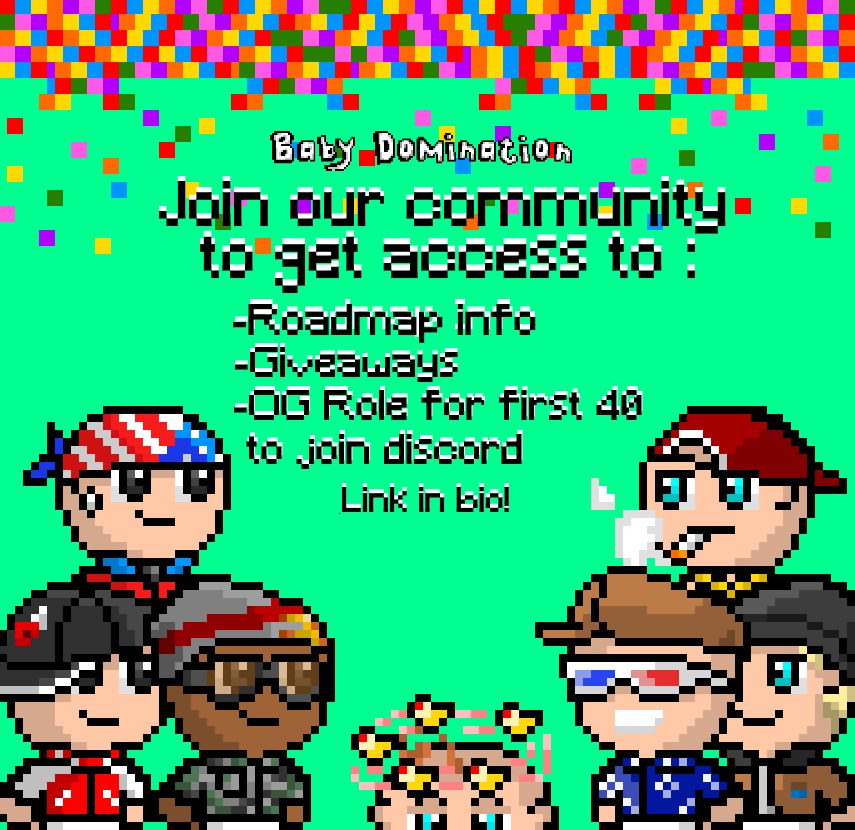 Baby Domination
Join our community
to get access to :
-Roadmap info
-Giveaways
-OG Role for first 40
to join discord
Link in bio!